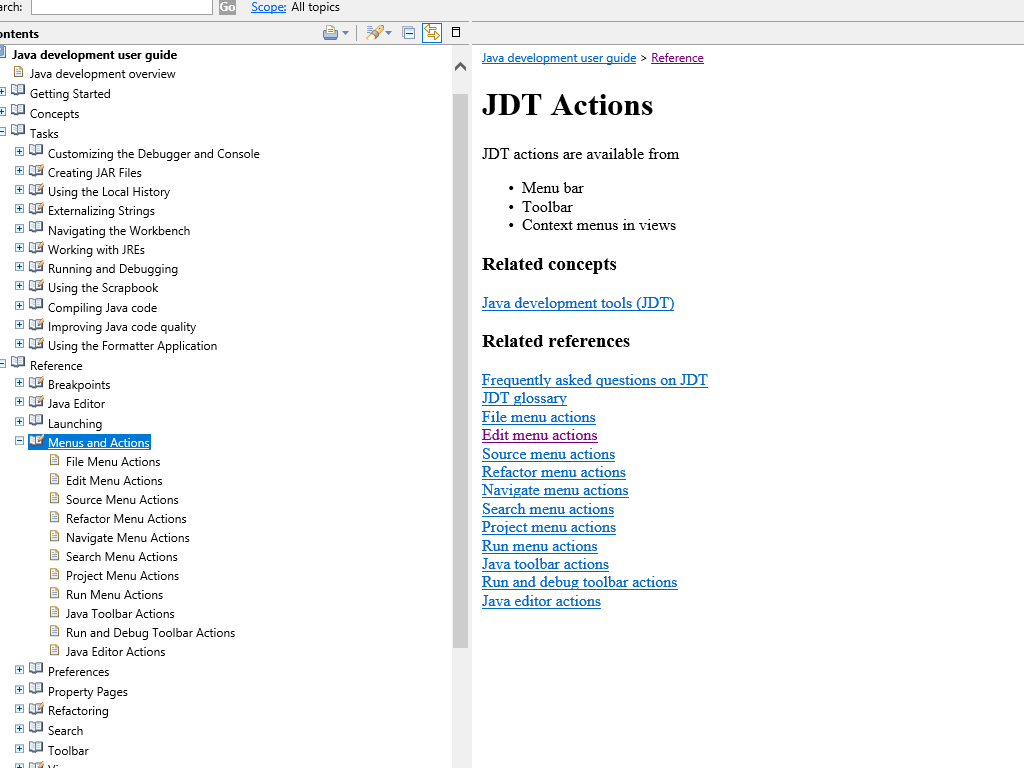 arch: Go Scope: All topics
ontents
Java development user guide
Java development overview
Getting Started
Concepts
Tasks
Customizing the Debugger and Console
Creating JAR Files
Using the Local History
Externalizing Strings
Navigating the Workbench
Working with JREs
Running and Debugging
Using the Scrapbook
Compiling Java code
Improving Java code quality
Using the Formatter Application
Reference
Breakpoints
Java Editor
Launching
Menus and Actions
File Menu Actions
Edit Menu Actions
Source Menu Actions
Refactor Menu Actions
Navigate Menu Actions
Search Menu Actions
Project Menu Actions
Run Menu Actions
Java Toolbar Actions
Run and Debug Toolbar Actions
Java Editor Actions
Preferences
Property Pages
Refactoring
Search
Toolbar
Java development user guide > Reference
JDT Actions
JDT actions are available from
• Menu bar
• Toolbar
• Context menus in views
Related concepts
Java development tools (JDT)
Related references
Frequently asked questions on JDT
JDT glossary
File menu actions
Edit menu actions
Source menu actions
Refactor menu actions
Navigate menu actions
Search menu actions
Project menu actions
Run menu actions
Java toolbar actions
Run and debug toolbar actions
Java editor actions